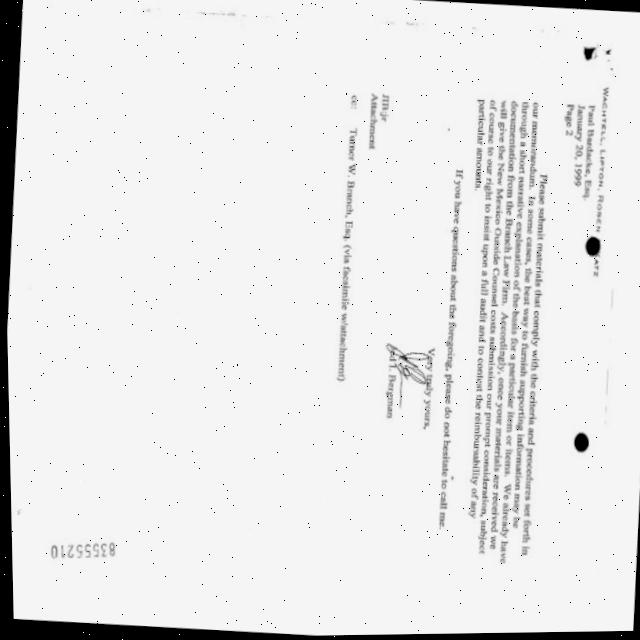 WACHTELL, LIPTON, ROSEN
Paul Bardacke, Esq.
January 20, 1999
Page 2
Please submit materials that comply with the criteria and procedures set forth in
our memorandum. In some cases, the best way to furnish supporting information may be
through a short narrative explanation of the basis for a particular item or items. We already have
documentation from the Branch Law Firm. Accordingly, once your materials are received we
will give the New Mexico Outside Counsel costs submission our prompt consideration, subject
of course to our right to insist upon a full audit and to contest the reimbursability of any
particular amounts.
If you have questions about the foregoing, please do not hesitate to call me.
Very truly yours,
Bergman
JIB:jr
Attachment
cc: Turner W. Branch, Esq. (via facsimile w/attachment)
83555210